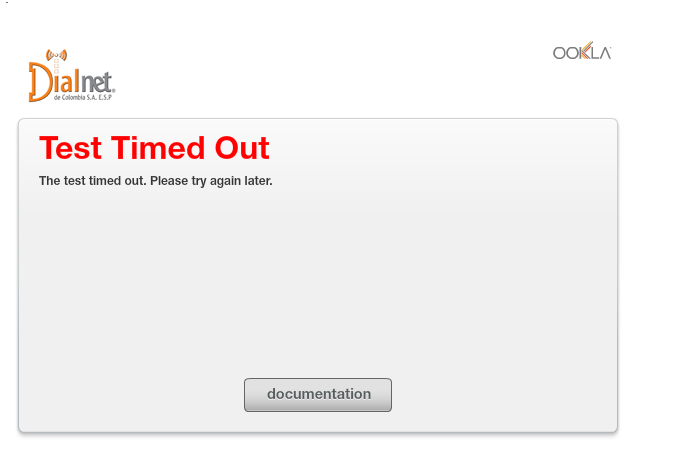 Dialnet®
de Colombia S.A. E.S.P
OOKLA
Test Timed Out
The test timed out. Please try again later.
documentation